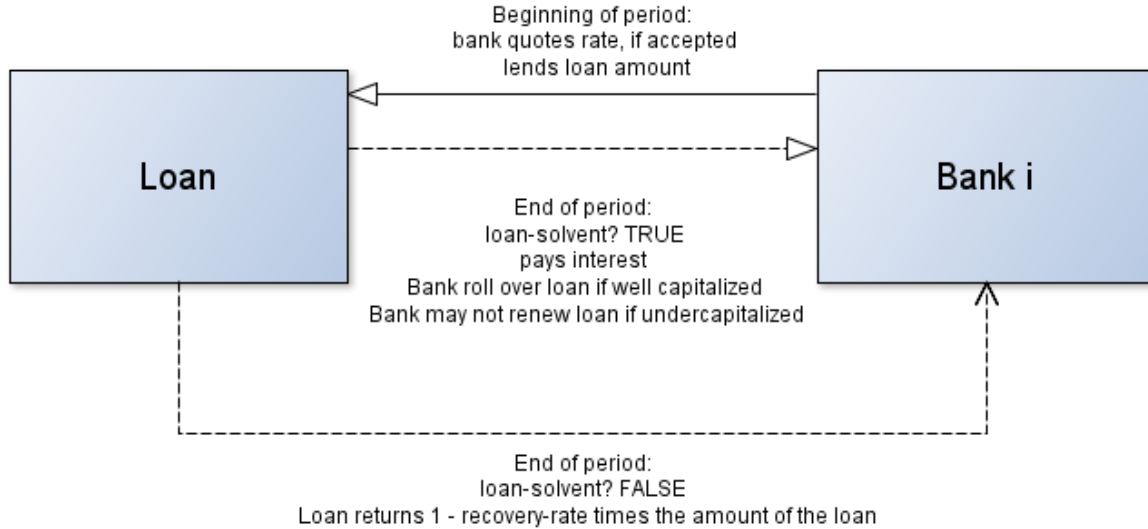 Beginning of period:
bank quotes rate, if accepted
lends loan amount
Loan
Bank i
End of period:
loan-solvent? TRUE
pays interest
Bank roll over loan if well capitalized
Bank may not renew loan if undercapitalized
End of period:
loan-solvent? FALSE
Loan returns 1 - recovery-rate times the amount of the loan